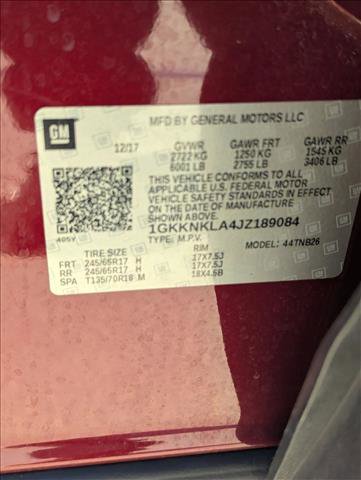 GM
MFD BY GENERAL MOTORS LLC
12/17 GVWR GAWR FRT GAWR RR
2722 KG 1250 KG 1545 KG
6001 LB 2755 LB 3406 LB
THIS VEHICLE CONFORMS TO ALL
APPLICABLE U.S. FEDERAL MOTOR
VEHICLE SAFETY STANDARDS IN EFFECT
ON THE DATE OF MANUFACTURE
SHOWN ABOVE.
1GKKNKLA4JZ189084
TYPE: M.P.V. MODEL: 44TNB26
405Y
TIRE SIZE RIM
FRT 245/65R17 H 17X7.5J
RR 245/65R17 H 17X7.5J
SPA T135/70R18 M 18X4.5B